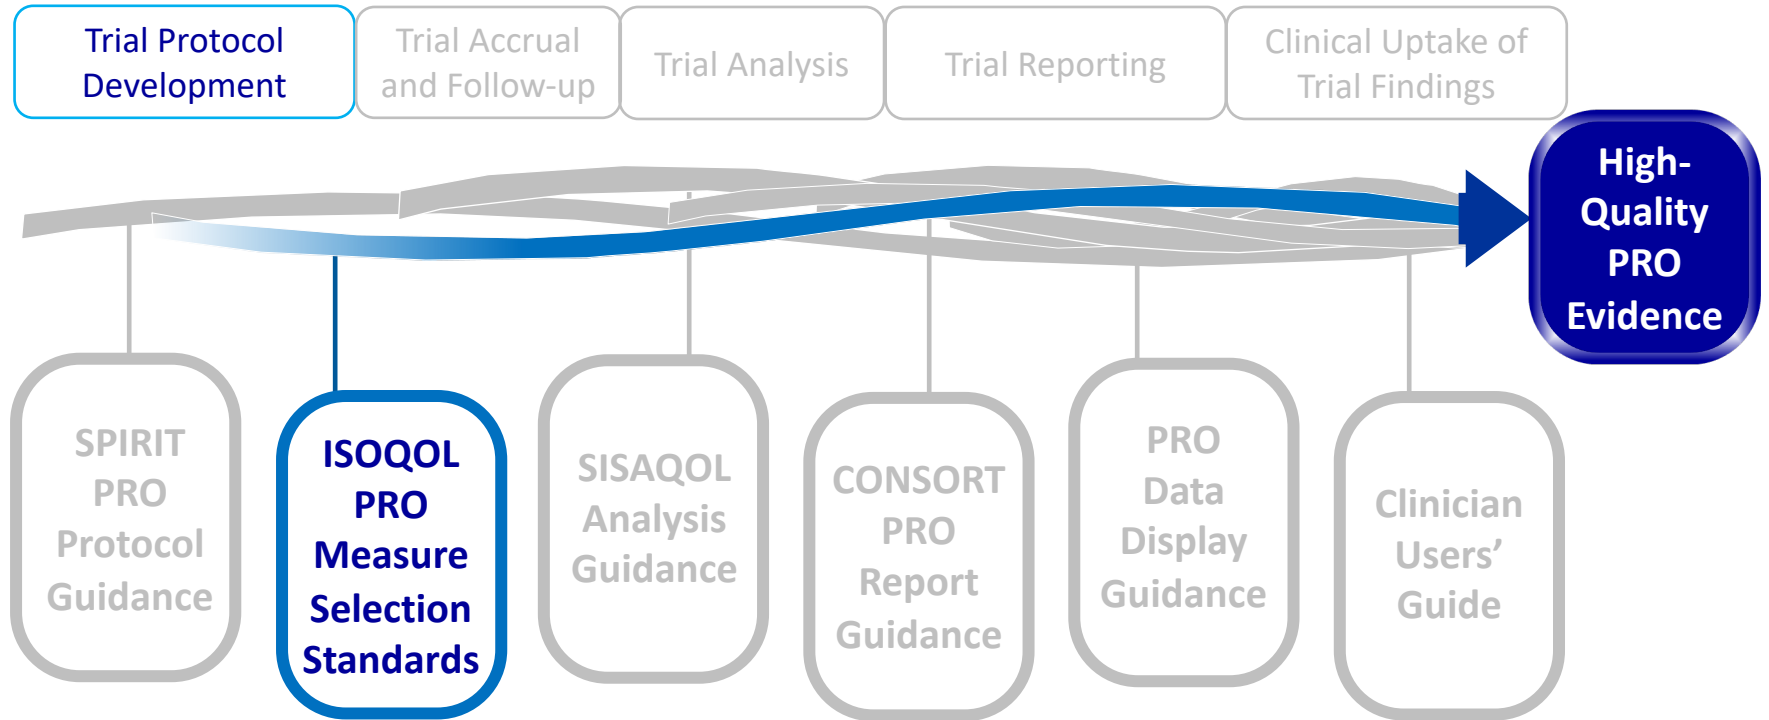 Trial Protocol
Development
Trial Accrual
and Follow-up
Trial Analysis
Trial Reporting
Clinical Uptake of
Trial Findings
High-
Quality
PRO
Evidence
SPIRIT
PRO
Protocol
Guidance
ISOQOL
PRO
Measure
Selection
Standards
SISAQOL
Analysis
Guidance
CONSORT
PRO
Report
Guidance
PRO
Data
Display
Guidance
Clinician
Users’
Guide